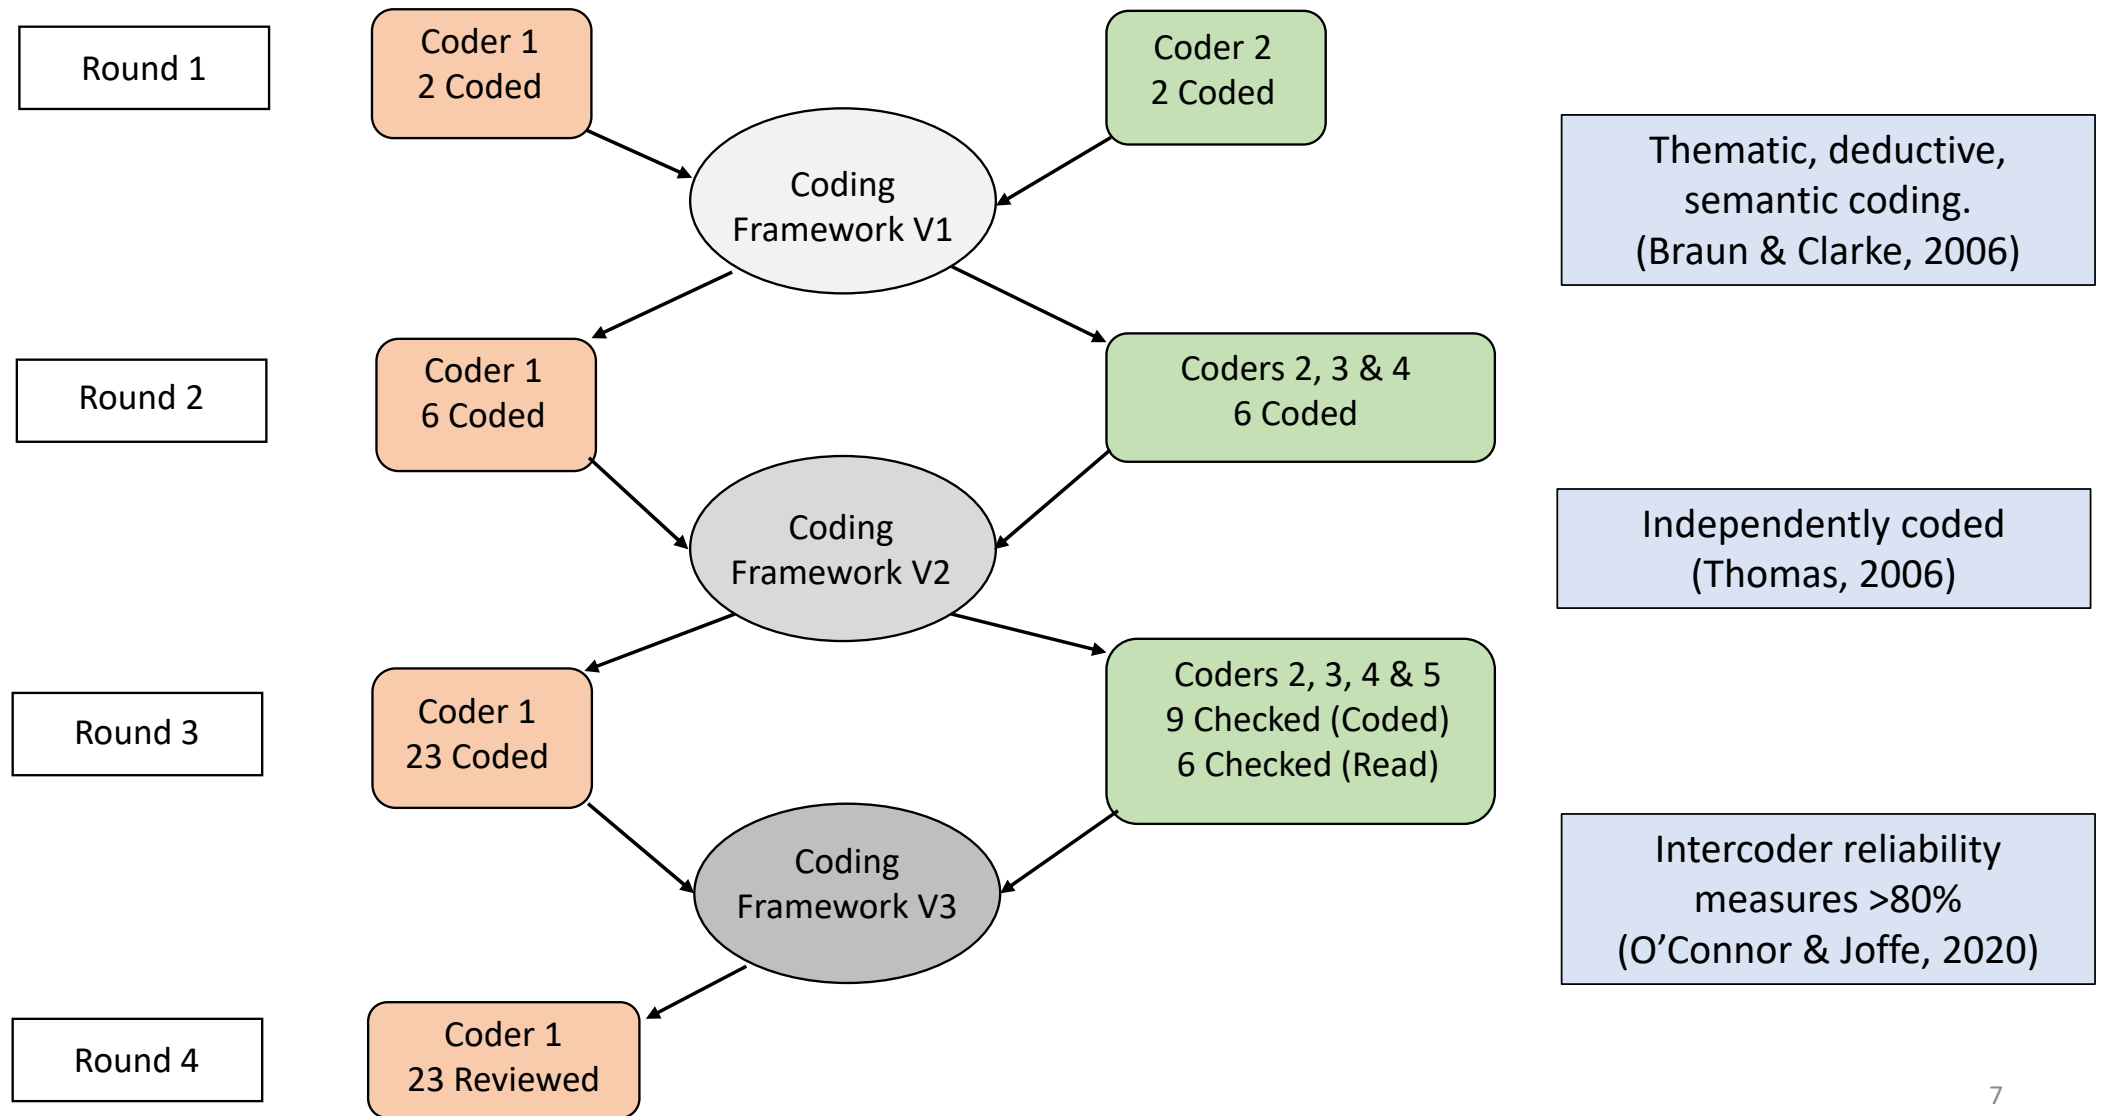 Round 1
Coder 1
2 Coded
Coder 2
2 Coded
Coding
Framework V1
Thematic, deductive,
semantic coding.
(Braun & Clarke, 2006)
Round 2
Coder 1
6 Coded
Coders 2, 3 & 4
6 Coded
Coding
Framework V2
Independently coded
(Thomas, 2006)
Round 3
Coder 1
23 Coded
Coders 2, 3, 4 & 5
9 Checked (Coded)
6 Checked (Read)
Coding
Framework V3
Intercoder reliability
measures >80%
(O’Connor & Joffe, 2020)
Round 4
Coder 1
23 Reviewed
7